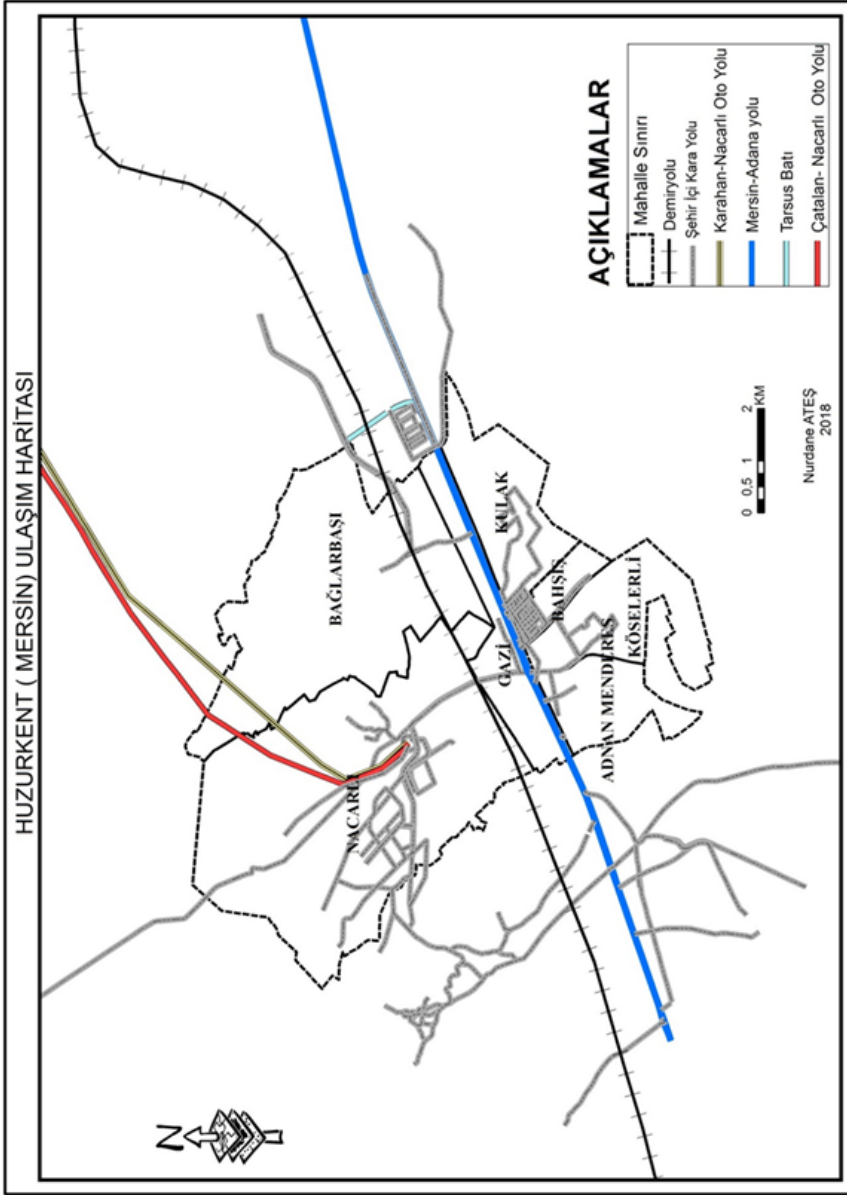 HUZURKENT ( MERSİN) ULAŞIM HARİTASI
N
BAĞLARBAŞI
NACARLI
GAZİ
KULAK
BAHŞİŞ
ADNAN MENDERES
KÖSELERLİ
AÇIKLAMALAR
Mahalle Sınırı
Demiryolu
Şehir İçi Kara Yolu
Karahan-Nacarlı Oto Yolu
Mersin-Adana yolu
Tarsus Batı
Çatalan- Nacarlı Oto Yolu
0 0,5 1 2 KM
Nurdane ATEŞ
2018